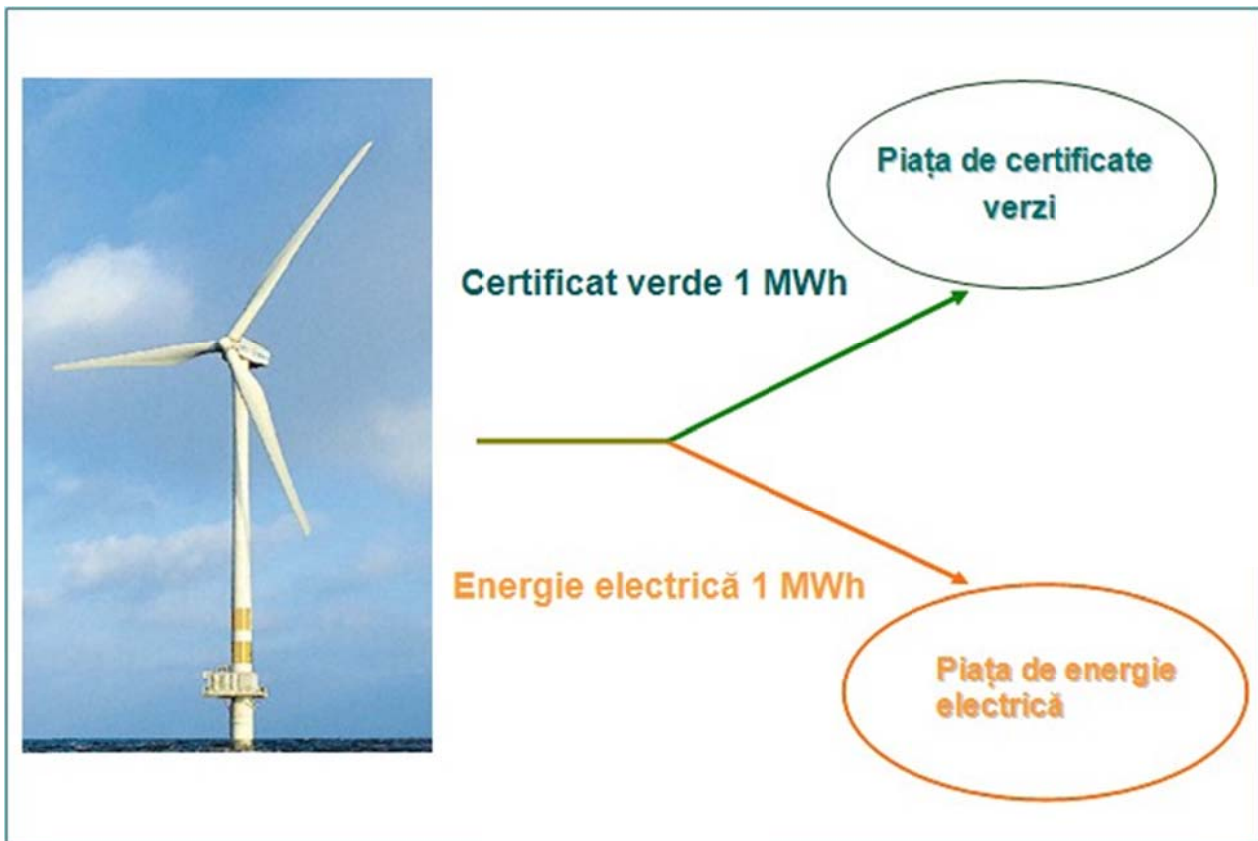 Piața de certificate
verzi
Certificat verde 1 MWh
Energie electrică 1 MWh
Piața de energie
electrică